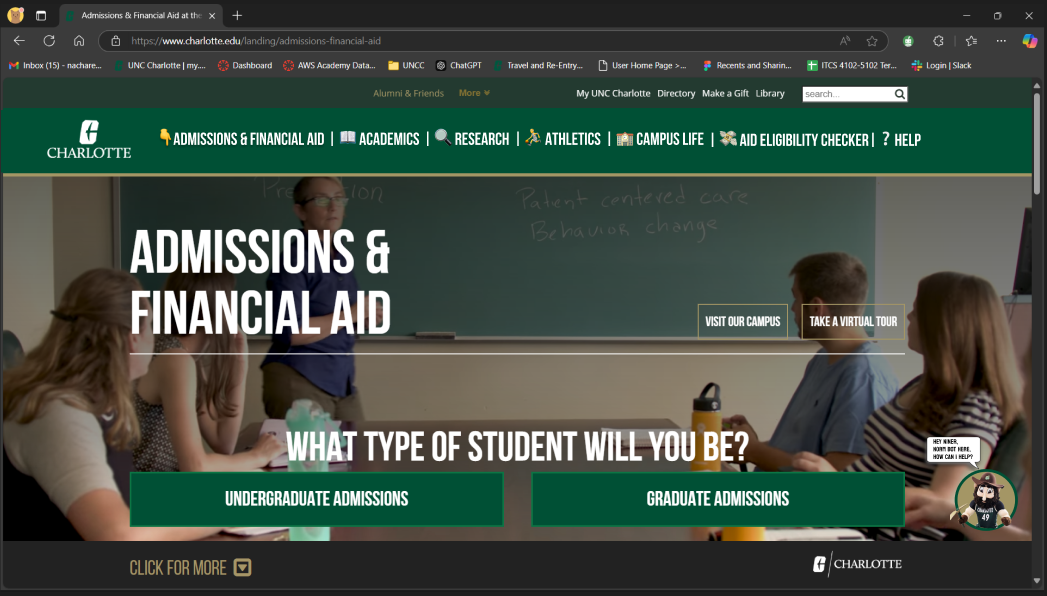 Admissions & Financial Aid at the
https://www.charlotte.edu/landing/admissions-financial-aid
Inbox (15) - nachare... UNC Charlotte | my.... Dashboard AWS Academy Data... UNCC ChatGPT Travel and Re-Entry... User Home Page >... Recents and Sharin... ITCS 4102-5102 Ter... Login | Slack
Alumni & Friends More My UNC Charlotte Directory Make a Gift Library search...
CHARLOTTE
ADMISSIONS & FINANCIAL AID | ACADEMICS | RESEARCH | ATHLETICS | CAMPUS LIFE | AID ELIGIBILITY CHECKER | ? HELP
Prevention
Patient centered care
Behavior change
ADMISSIONS &
FINANCIAL AID
VISIT OUR CAMPUS TAKE A VIRTUAL TOUR
WHAT TYPE OF STUDENT WILL YOU BE?
HEY NINER,
NORM BOT HERE.
HOW CAN I HELP?
UNDERGRADUATE ADMISSIONS GRADUATE ADMISSIONS
CHARLOTTE
49
CLICK FOR MORE
CHARLOTTE